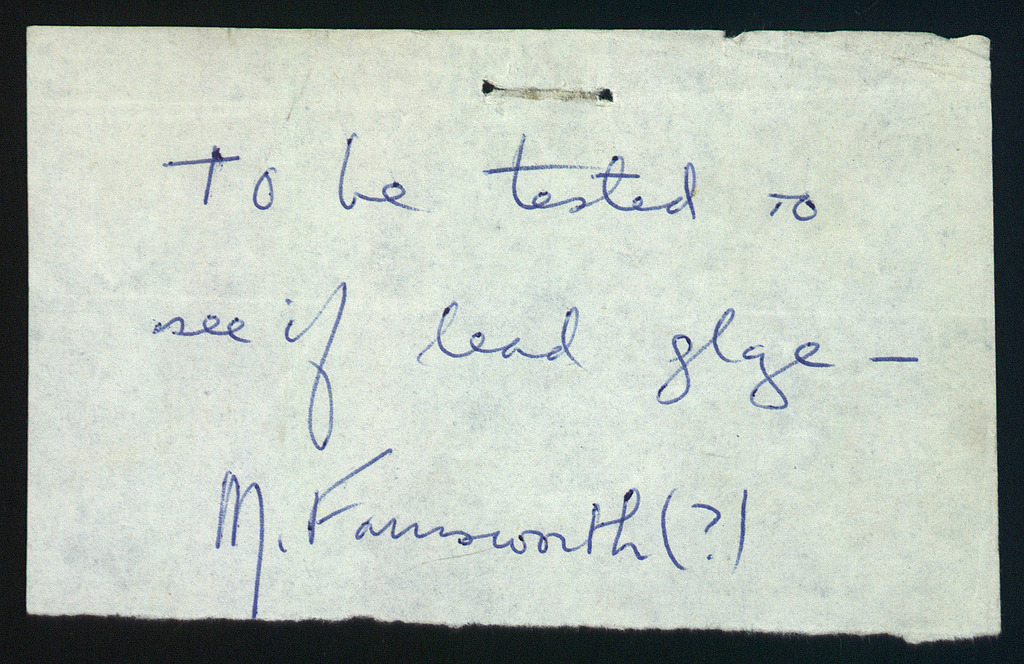 To be tested to
see if lead glaze –
M. Farnsworth (?)